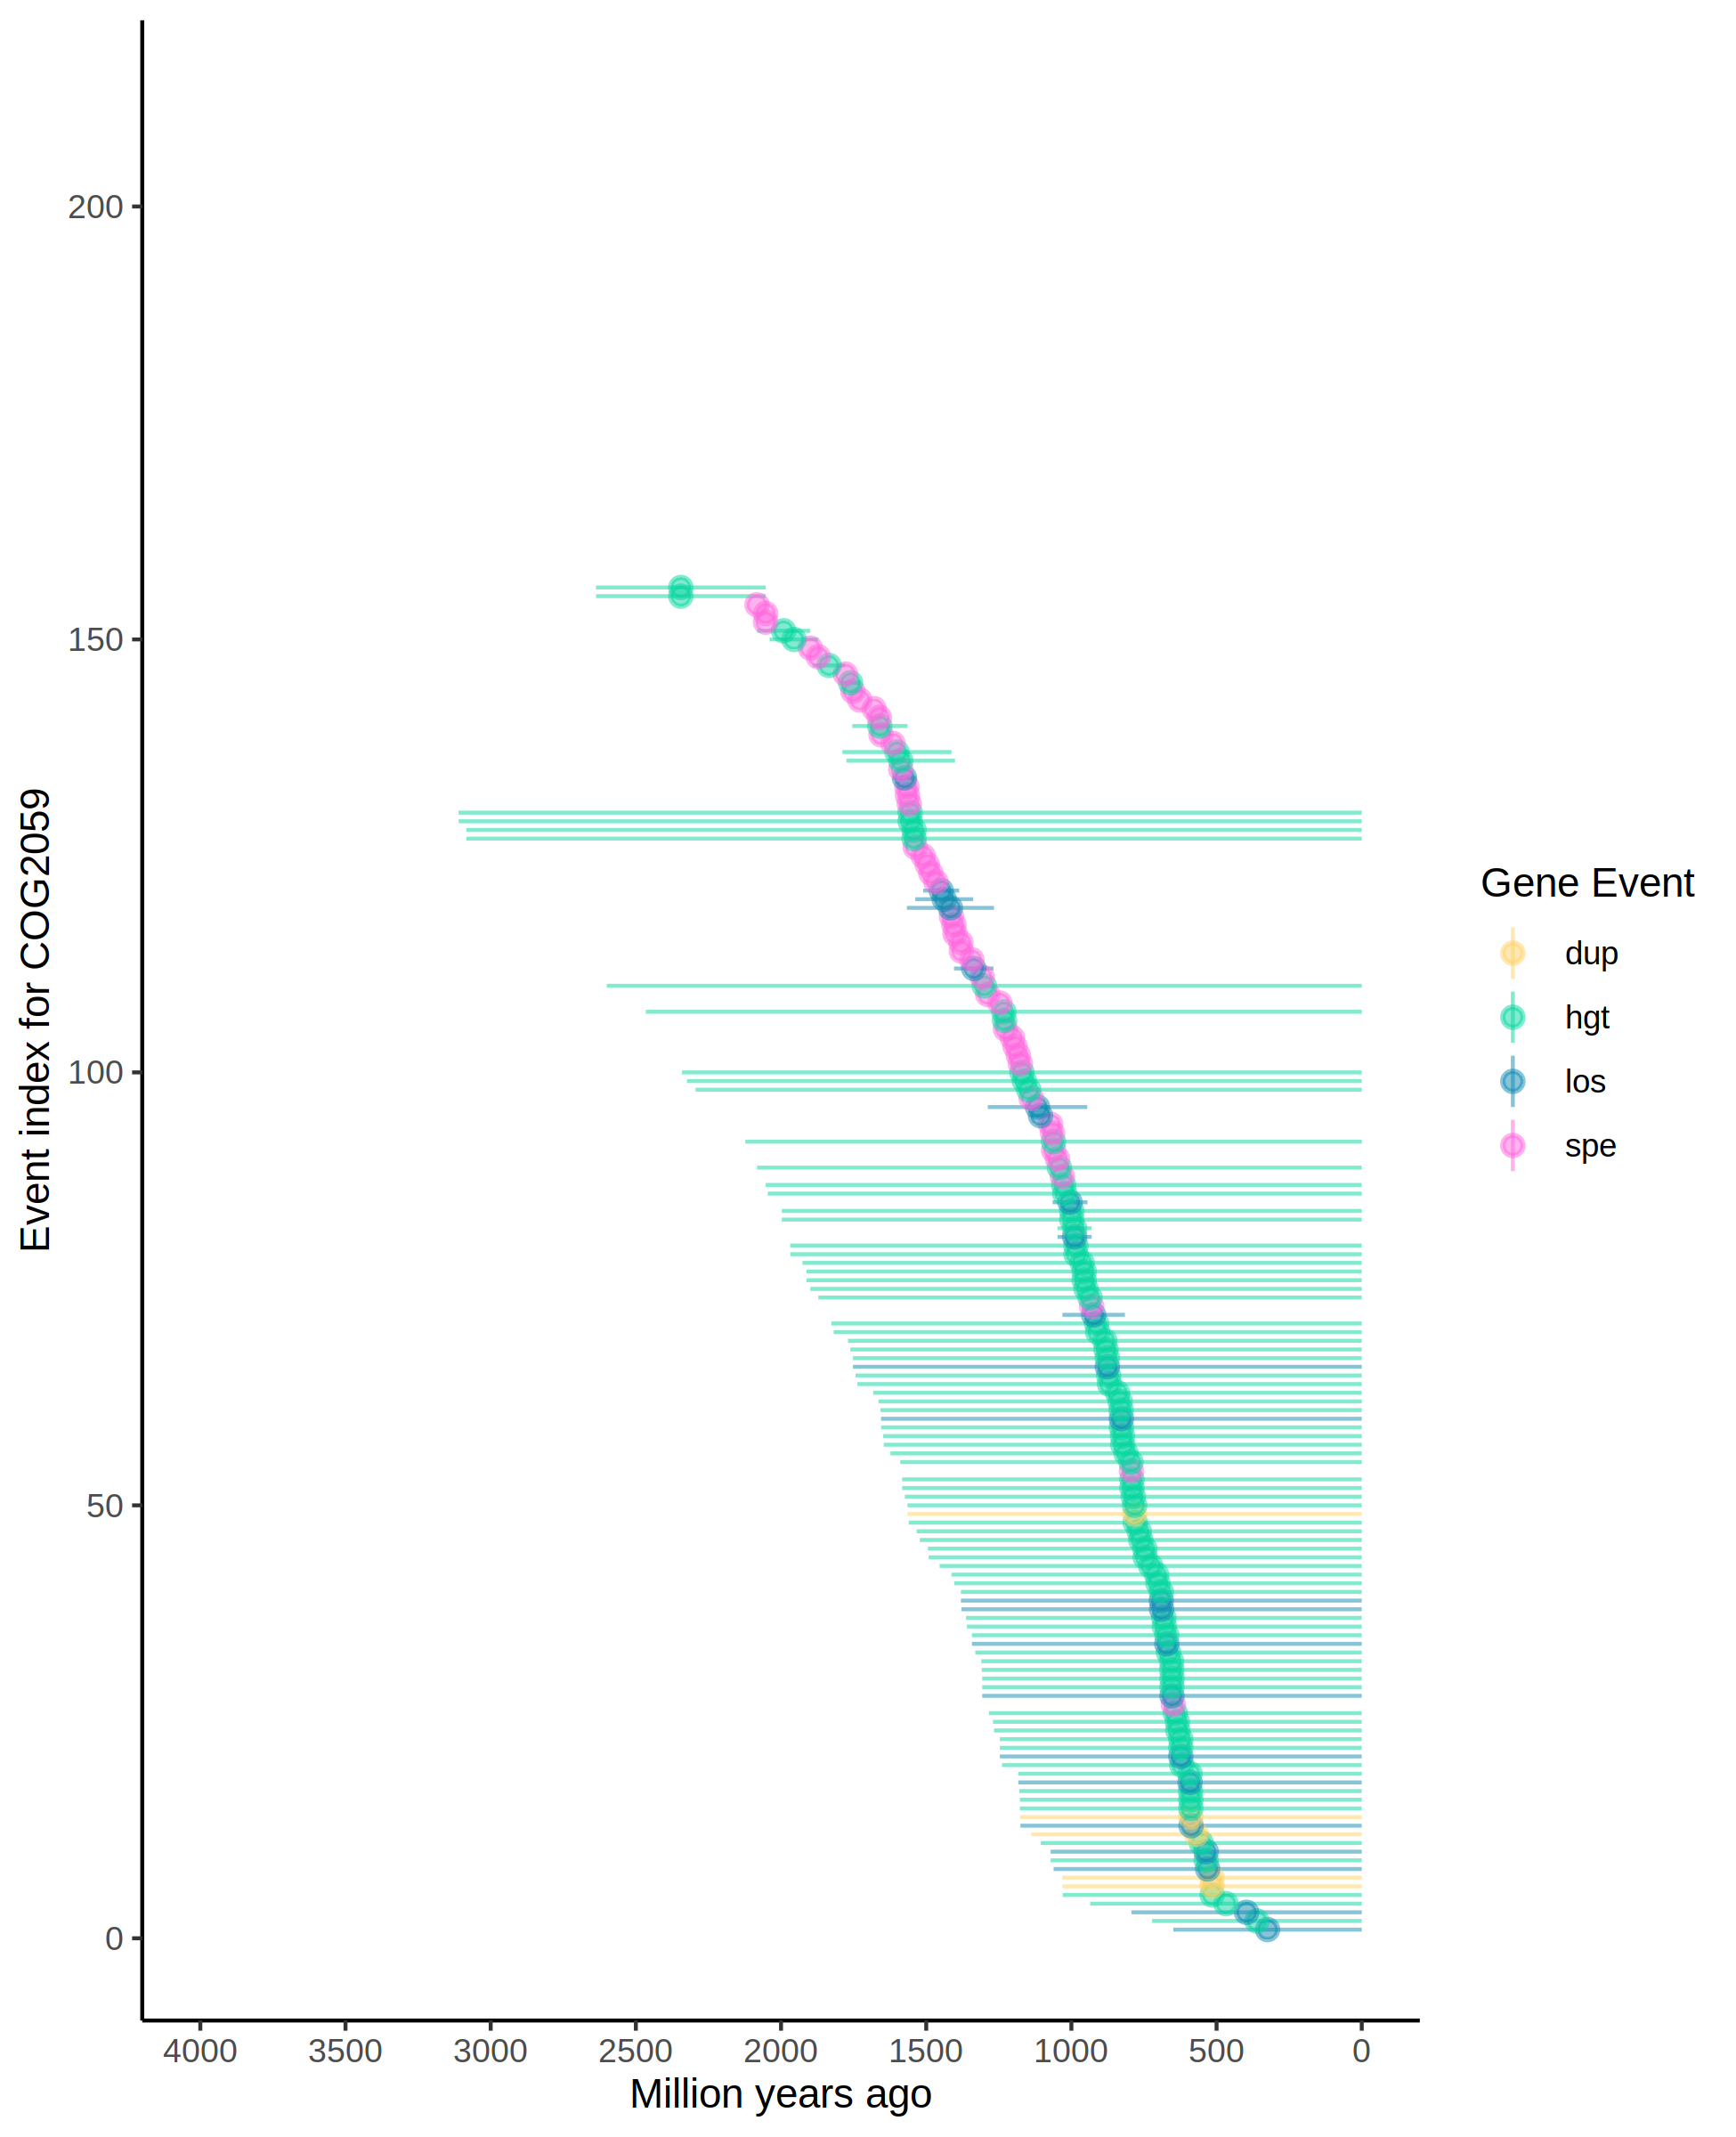 Event index for COG2059
200
150
100
50
0
4000 3500 3000 2500 2000 1500 1000 500 0
Million years ago
Gene Event
dup
hgt
los
spe